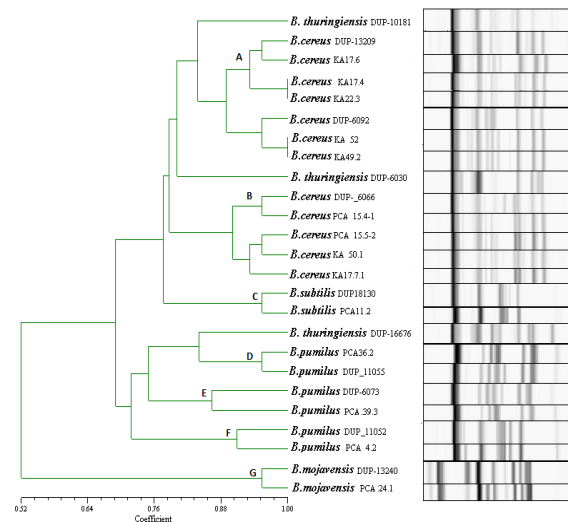 B. thuringiensis DUP-10181
B.cereus DUP-13209
A
B.cereus KA17.6
B.cereus KA17.4
B.cereus KA22.3
B.cereus DUP-6092
B.cereus KA 52
B.cereus KA49.2
B. thuringiensis DUP-6030
B
B.cereus DUP-_6066
B.cereus PCA 15.4-1
B.cereus PCA 15.5-2
B.cereus KA 50.1
B.cereus KA17.7.1
C
B.subtilis DUP18130
B.subtilis PCA11.2
B. thuringiensis DUP-16676
D
B.pumilus PCA36.2
B.pumilus DUP_11055
E
B.pumilus DUP-6073
B.pumilus PCA 39.3
F
B.pumilus DUP_11052
B.pumilus PCA 4.2
G
B.mojavensis DUP-13240
B.mojavensis PCA 24.1
0.52 0.64 0.76 0.88 1.00
Coefficient